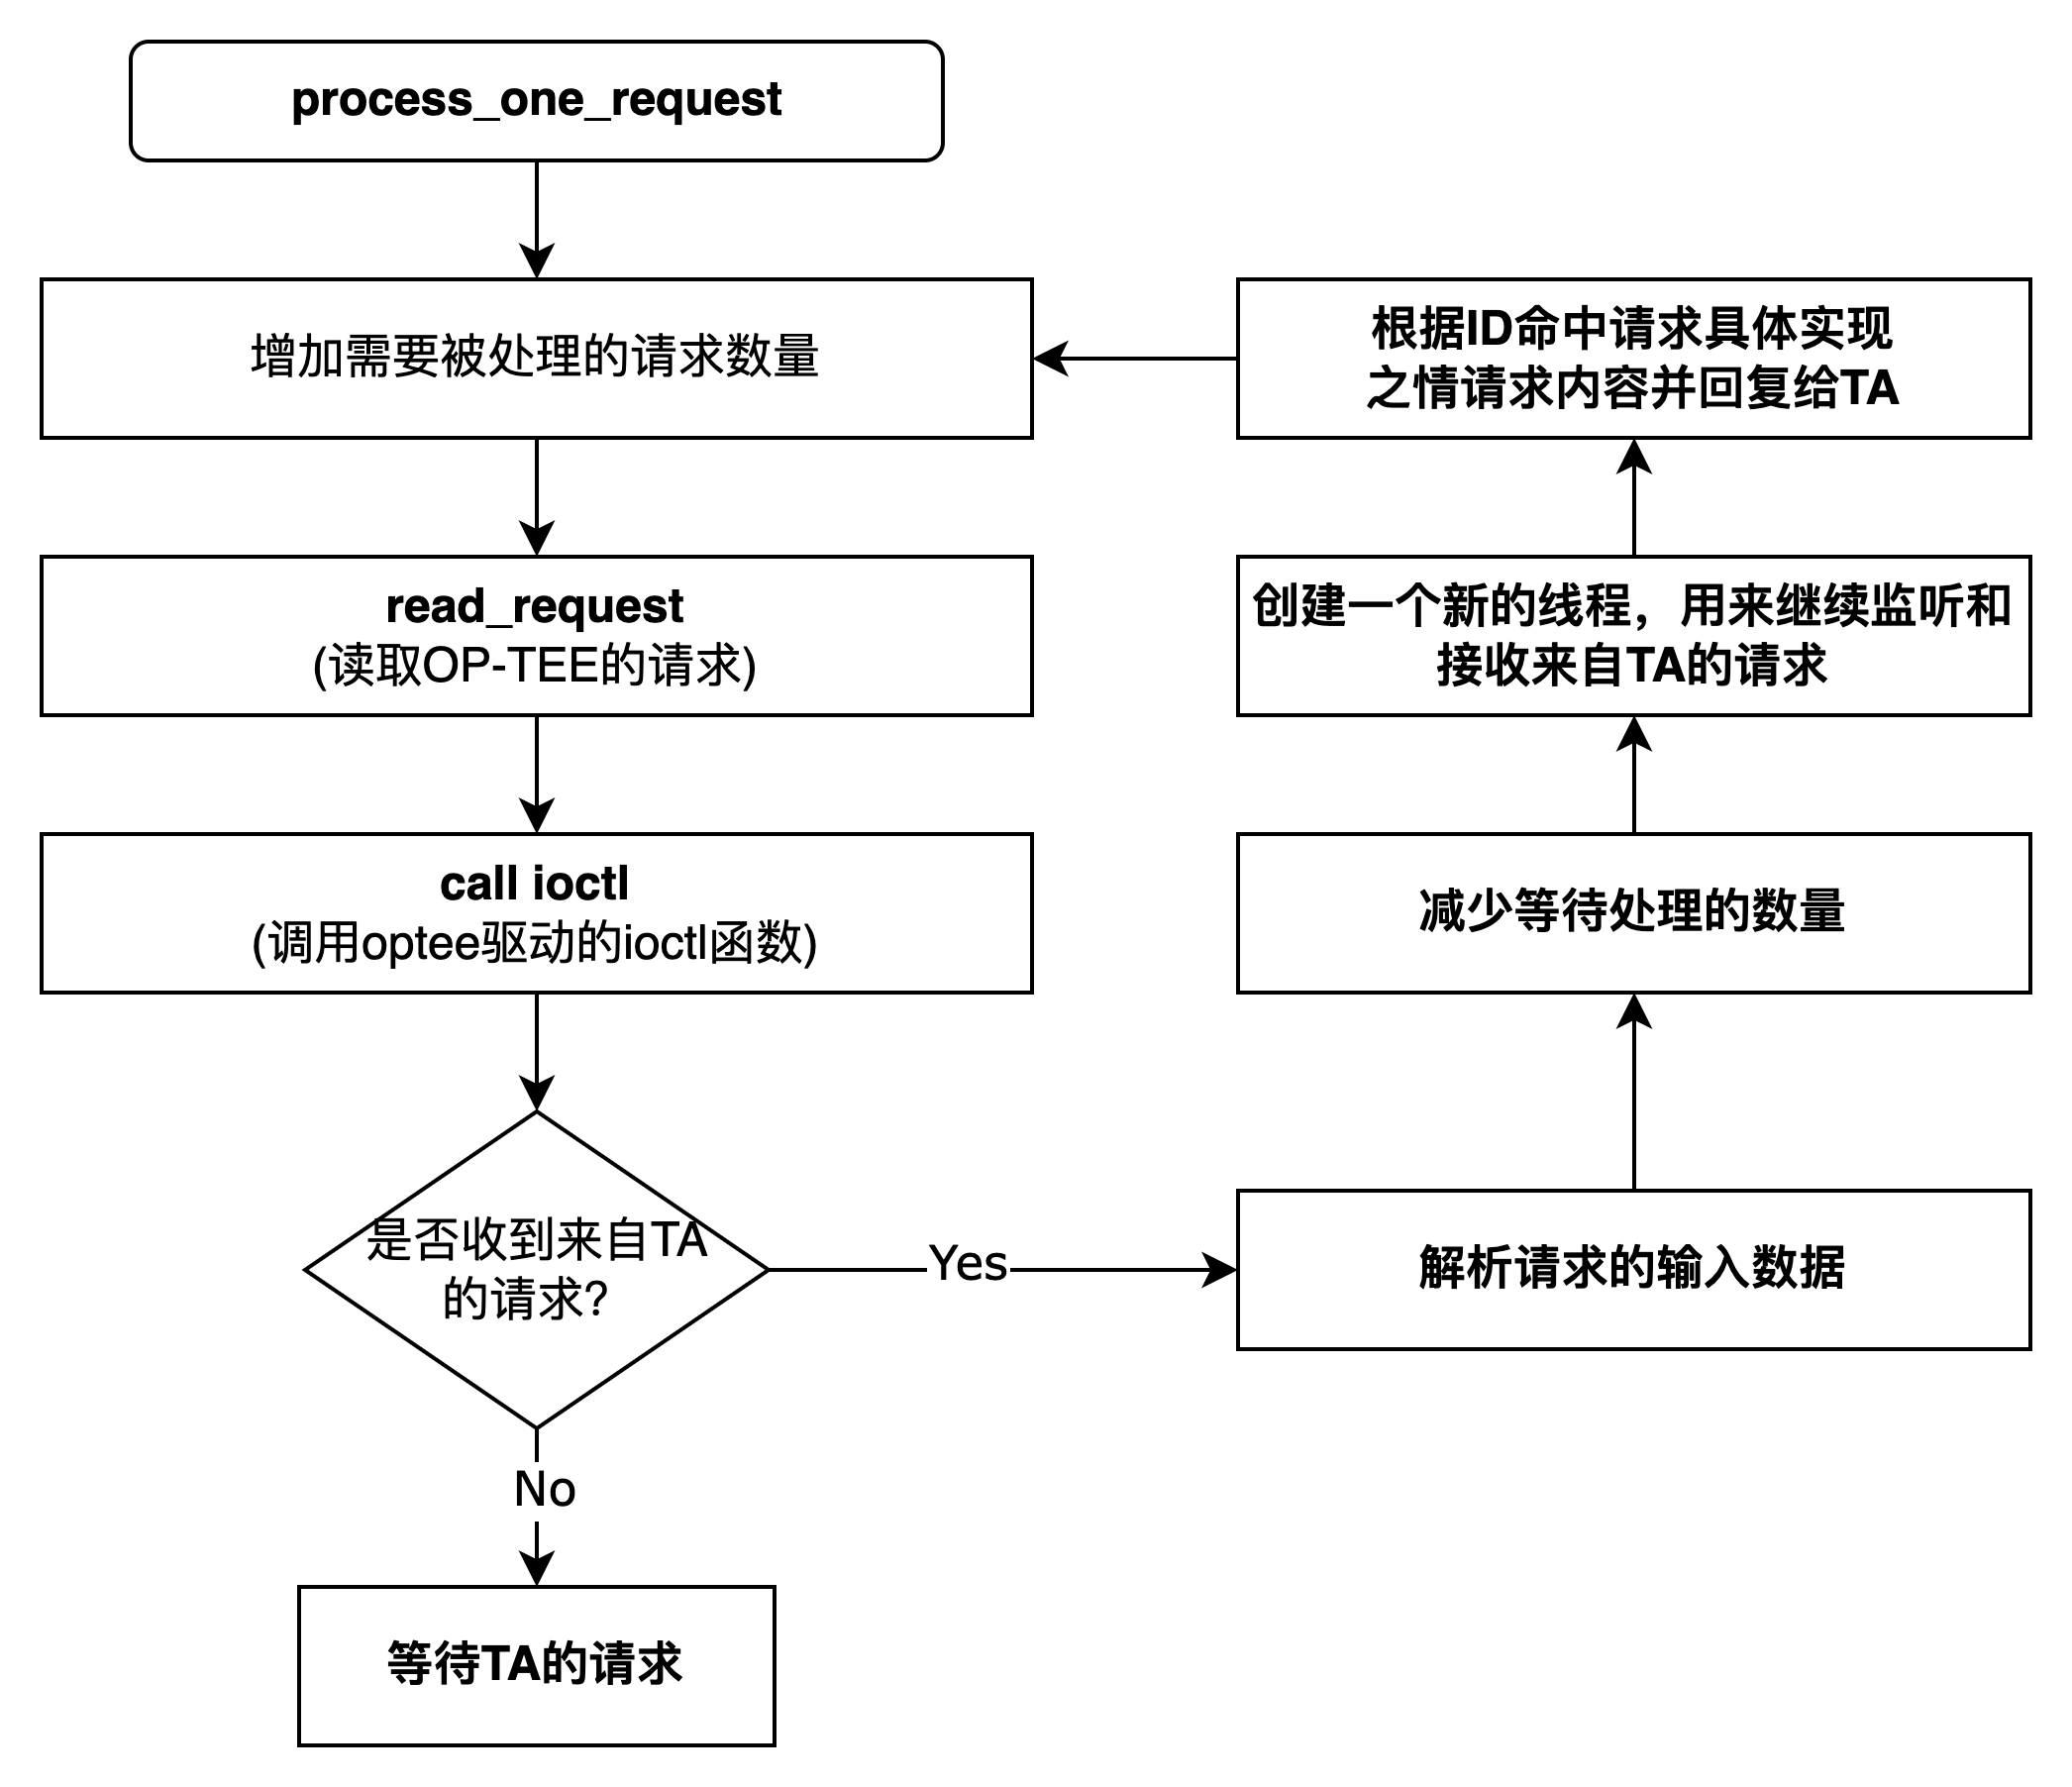 process_one_request
增加需要被处理的请求数量
read_request
(读取OP-TEE的请求)
call ioctl
(调用optee驱动的ioctl函数)
是否收到来自TA
的请求?
Yes
No
等待TA的请求
解析请求的输入数据
减少等待处理的数量
创建一个新的线程，用来继续监听和
接收来自TA的请求
根据ID命中请求具体实现
之情请求内容并回复给TA